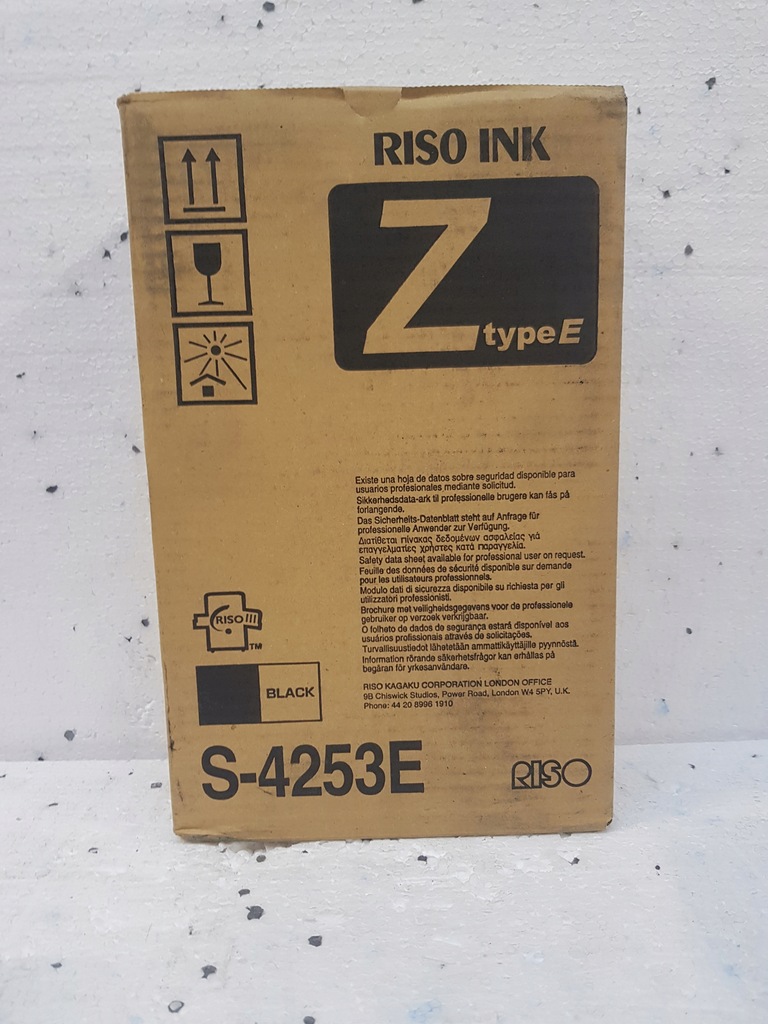 RISO INK
Z type E
Existe una hoja de datos sobre seguridad disponible para
usuarios profesionales mediante solicitud.
Sikkerhedsdata-ark til professionelle brugere kan fås på
forlangende.
Das Sicherheits-Datenblatt steht auf Anfrage für
professionelle Anwender zur Verfügung.
Διατίθεται πίνακας δεδομένων ασφαλείας γιά
επαγγελματίες χρήστες κατά παραγγελία.
Safety data sheet available for professional user on request.
Feuille des données de sécurité disponible sur demande
pour les utilisateurs professionnels.
Modulo dati di sicurezza disponibile su richiesta per gli
utilizzatori professionisti.
Brochure met veiligheidsgegevens voor de professionele
gebruiker op verzoek verkrijgbaar.
O folheto de dados de segurança estará disponível aos
usuários profissionais através de solicitações.
Turvallisuustiedot lähetetään ammattikäyttäjille pyynnöstä.
Information rörande säkerhetsfrågor kan erhållas på
begäran för yrkesanvändare.
RISO KAGAKU CORPORATION LONDON OFFICE
9B Chiswick Studios, Power Road, London W4 5PY, U.K.
Phone: 44 20 8996 1910
RISO
TM
BLACK
S-4253E
RISO